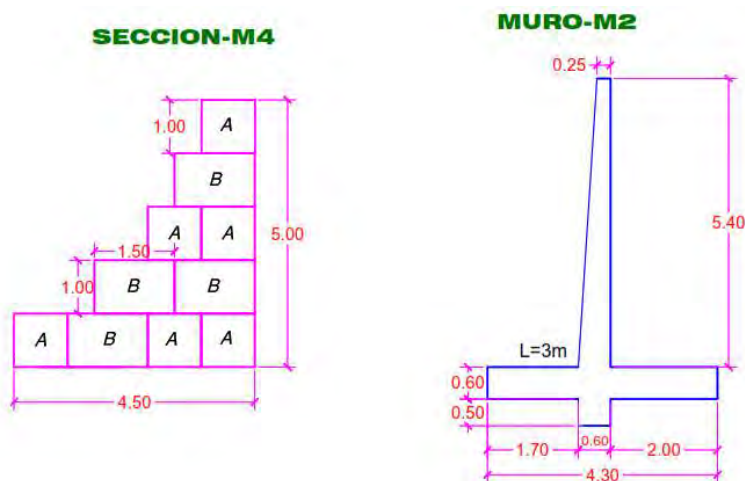 SECCION-M4
MURO-M2
0.25
1.00
A
B
5.00
A
A
1.50
1.00
B
B
A
B
A
A
4.50
5.40
L=3m
0.60
0.50
1.70
0.60
2.00
4.30